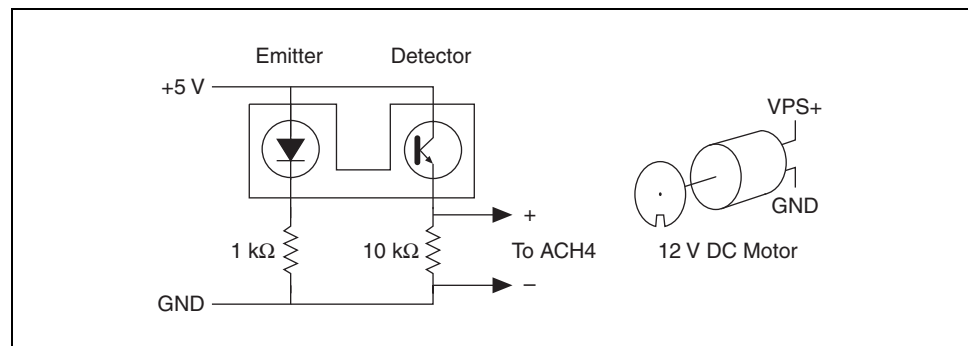 Emitter
Detector
+5 V
VPS+
GND
+
1 kΩ
10 kΩ
To ACH4
12 V DC Motor
–
GND